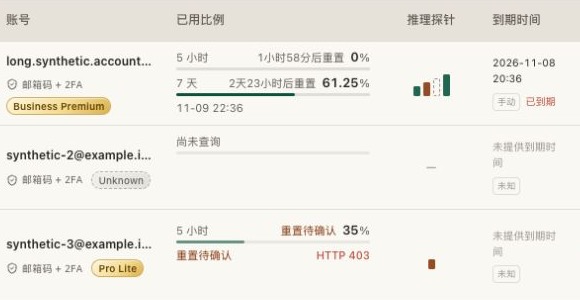 账号 已用比例 推理探针 到期时间
long.synthetic.account...
邮箱码 + 2FA
Business Premium
5 小时 1小时58分后重置 0%
7 天 2天23小时后重置 61.25%
11-09 22:36
2026-11-08
20:36
手动 已到期
synthetic-2@example.i...
邮箱码 + 2FA Unknown
尚未查询
—
未提供到期时
间
未知
synthetic-3@example.i...
邮箱码 + 2FA Pro Lite
5 小时 重置待确认 35%
重置待确认 HTTP 403
未提供到期时
间
未知